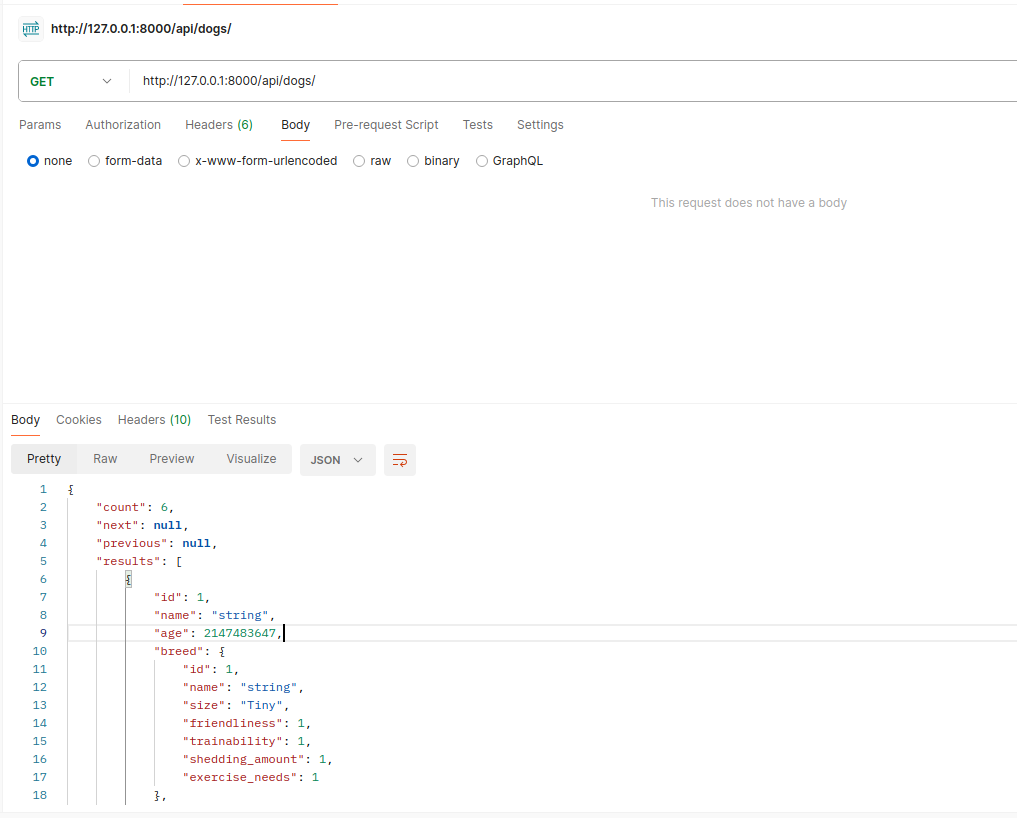 HTTP http://127.0.0.1:8000/api/dogs/
GET http://127.0.0.1:8000/api/dogs/
Params Authorization Headers (6) Body Pre-request Script Tests Settings
none form-data x-www-form-urlencoded raw binary GraphQL
This request does not have a body
Body Cookies Headers (10) Test Results
Pretty Raw Preview Visualize JSON
1 {
2 "count": 6,
3 "next": null,
4 "previous": null,
5 "results": [
6 {
7 "id": 1,
8 "name": "string",
9 "age": 2147483647,
10 "breed": {
11 "id": 1,
12 "name": "string",
13 "size": "Tiny",
14 "friendliness": 1,
15 "trainability": 1,
16 "shedding_amount": 1,
17 "exercise_needs": 1
18 },